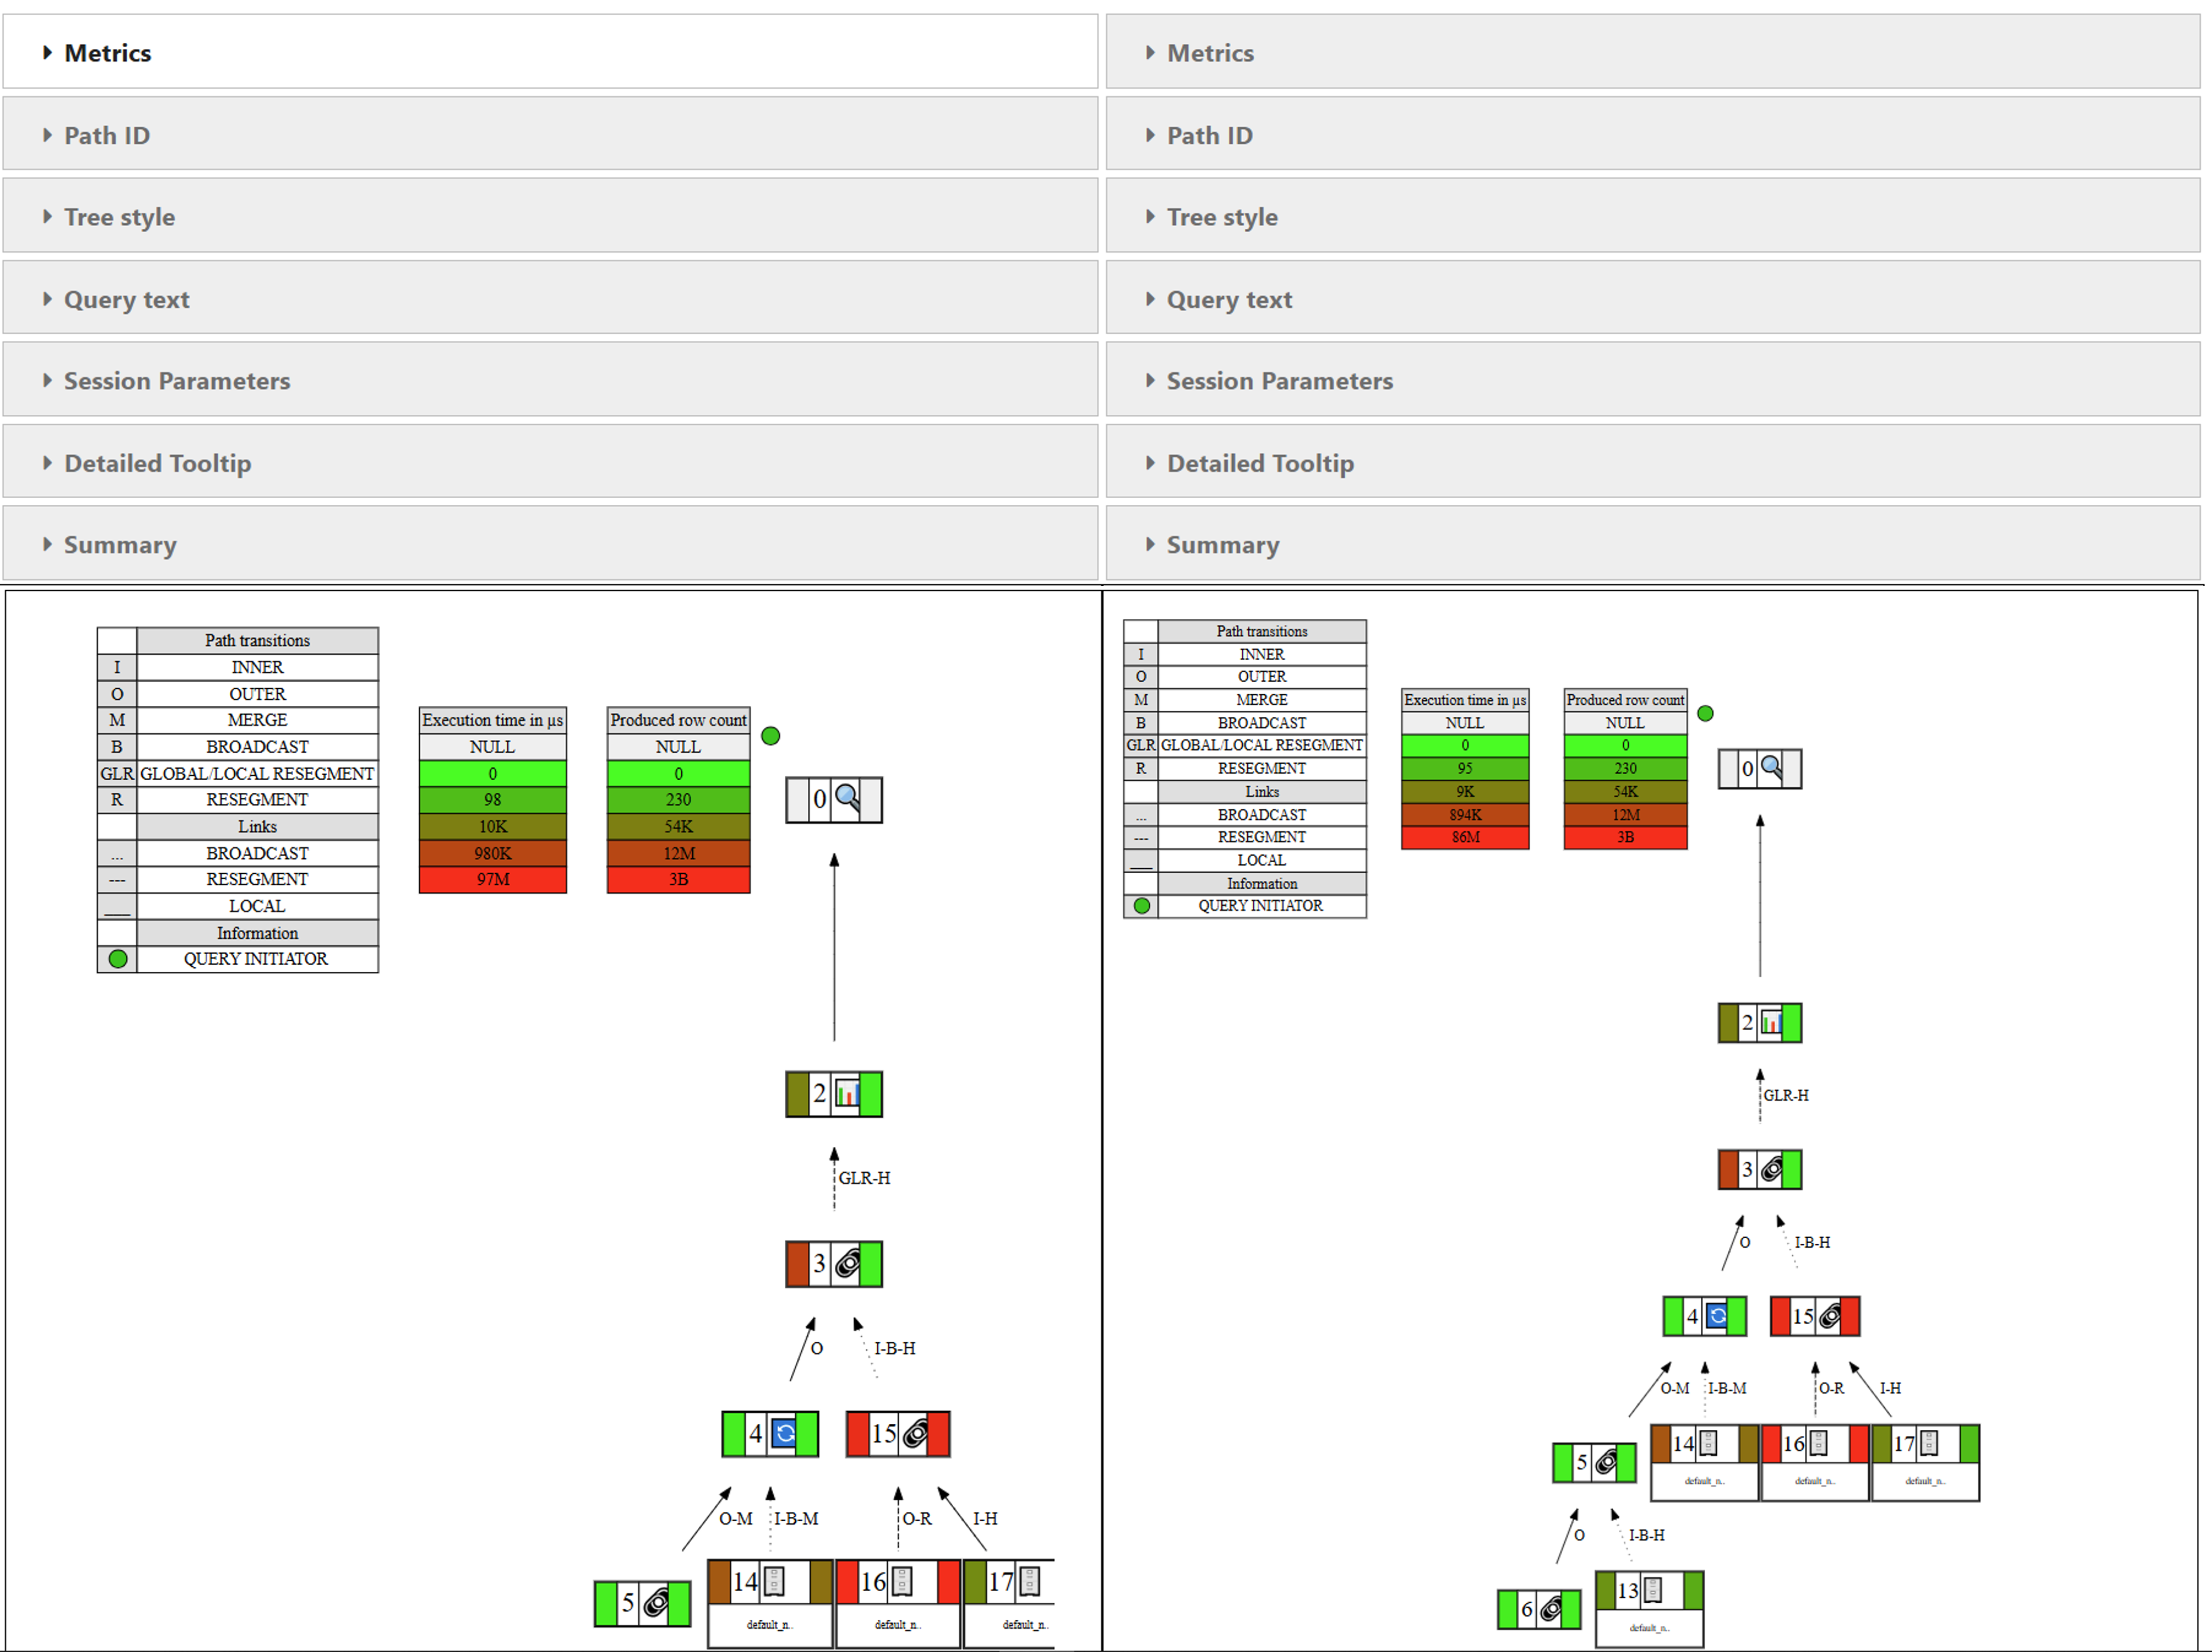 Metrics
Path ID
Tree style
Query text
Session Parameters
Detailed Tooltip
Summary
Path transitions
I INNER
O OUTER
M MERGE
B BROADCAST
GLR GLOBAL/LOCAL RESEGMENT
R RESEGMENT
Links
... BROADCAST
--- RESEGMENT
___ LOCAL
Information
QUERY INITIATOR
Execution time in µs
NULL
0
98
10K
980K
97M
Produced row count
NULL
0
230
54K
12M
3B
0
2
GLR-H
3
O I-B-H
4 15
O-M I-B-M O-R I-H
5 14 16 17
default_n.. default_n.. default_n..
Metrics
Path ID
Tree style
Query text
Session Parameters
Detailed Tooltip
Summary
Path transitions
I INNER
O OUTER
M MERGE
B BROADCAST
GLR GLOBAL/LOCAL RESEGMENT
R RESEGMENT
Links
... BROADCAST
--- RESEGMENT
___ LOCAL
Information
QUERY INITIATOR
Execution time in µs
NULL
0
95
9K
894K
86M
Produced row count
NULL
0
230
54K
12M
3B
0
2
GLR-H
3
O I-B-H
4 15
O-M I-B-M O-R I-H
5 14 16 17
default_n.. default_n.. default_n..
O I-B-H
6 13
default_n..